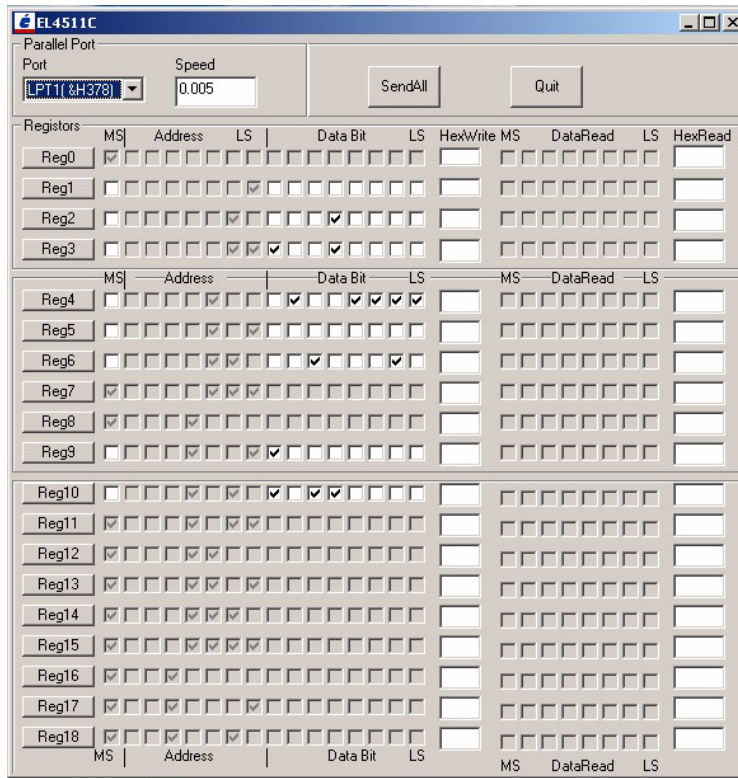 EL4511C
Parallel Port
Port Speed
LPT1( &H378) 0.005 SendAll Quit
Registors
MS| Address LS | Data Bit LS HexWrite MS DataRead LS HexRead
Reg0
Reg1
Reg2
Reg3
MS| Address | Data Bit LS MS DataRead LS
Reg4
Reg5
Reg6
Reg7
Reg8
Reg9
Reg10
Reg11
Reg12
Reg13
Reg14
Reg15
Reg16
Reg17
Reg18
MS | Address | Data Bit LS
MS DataRead LS